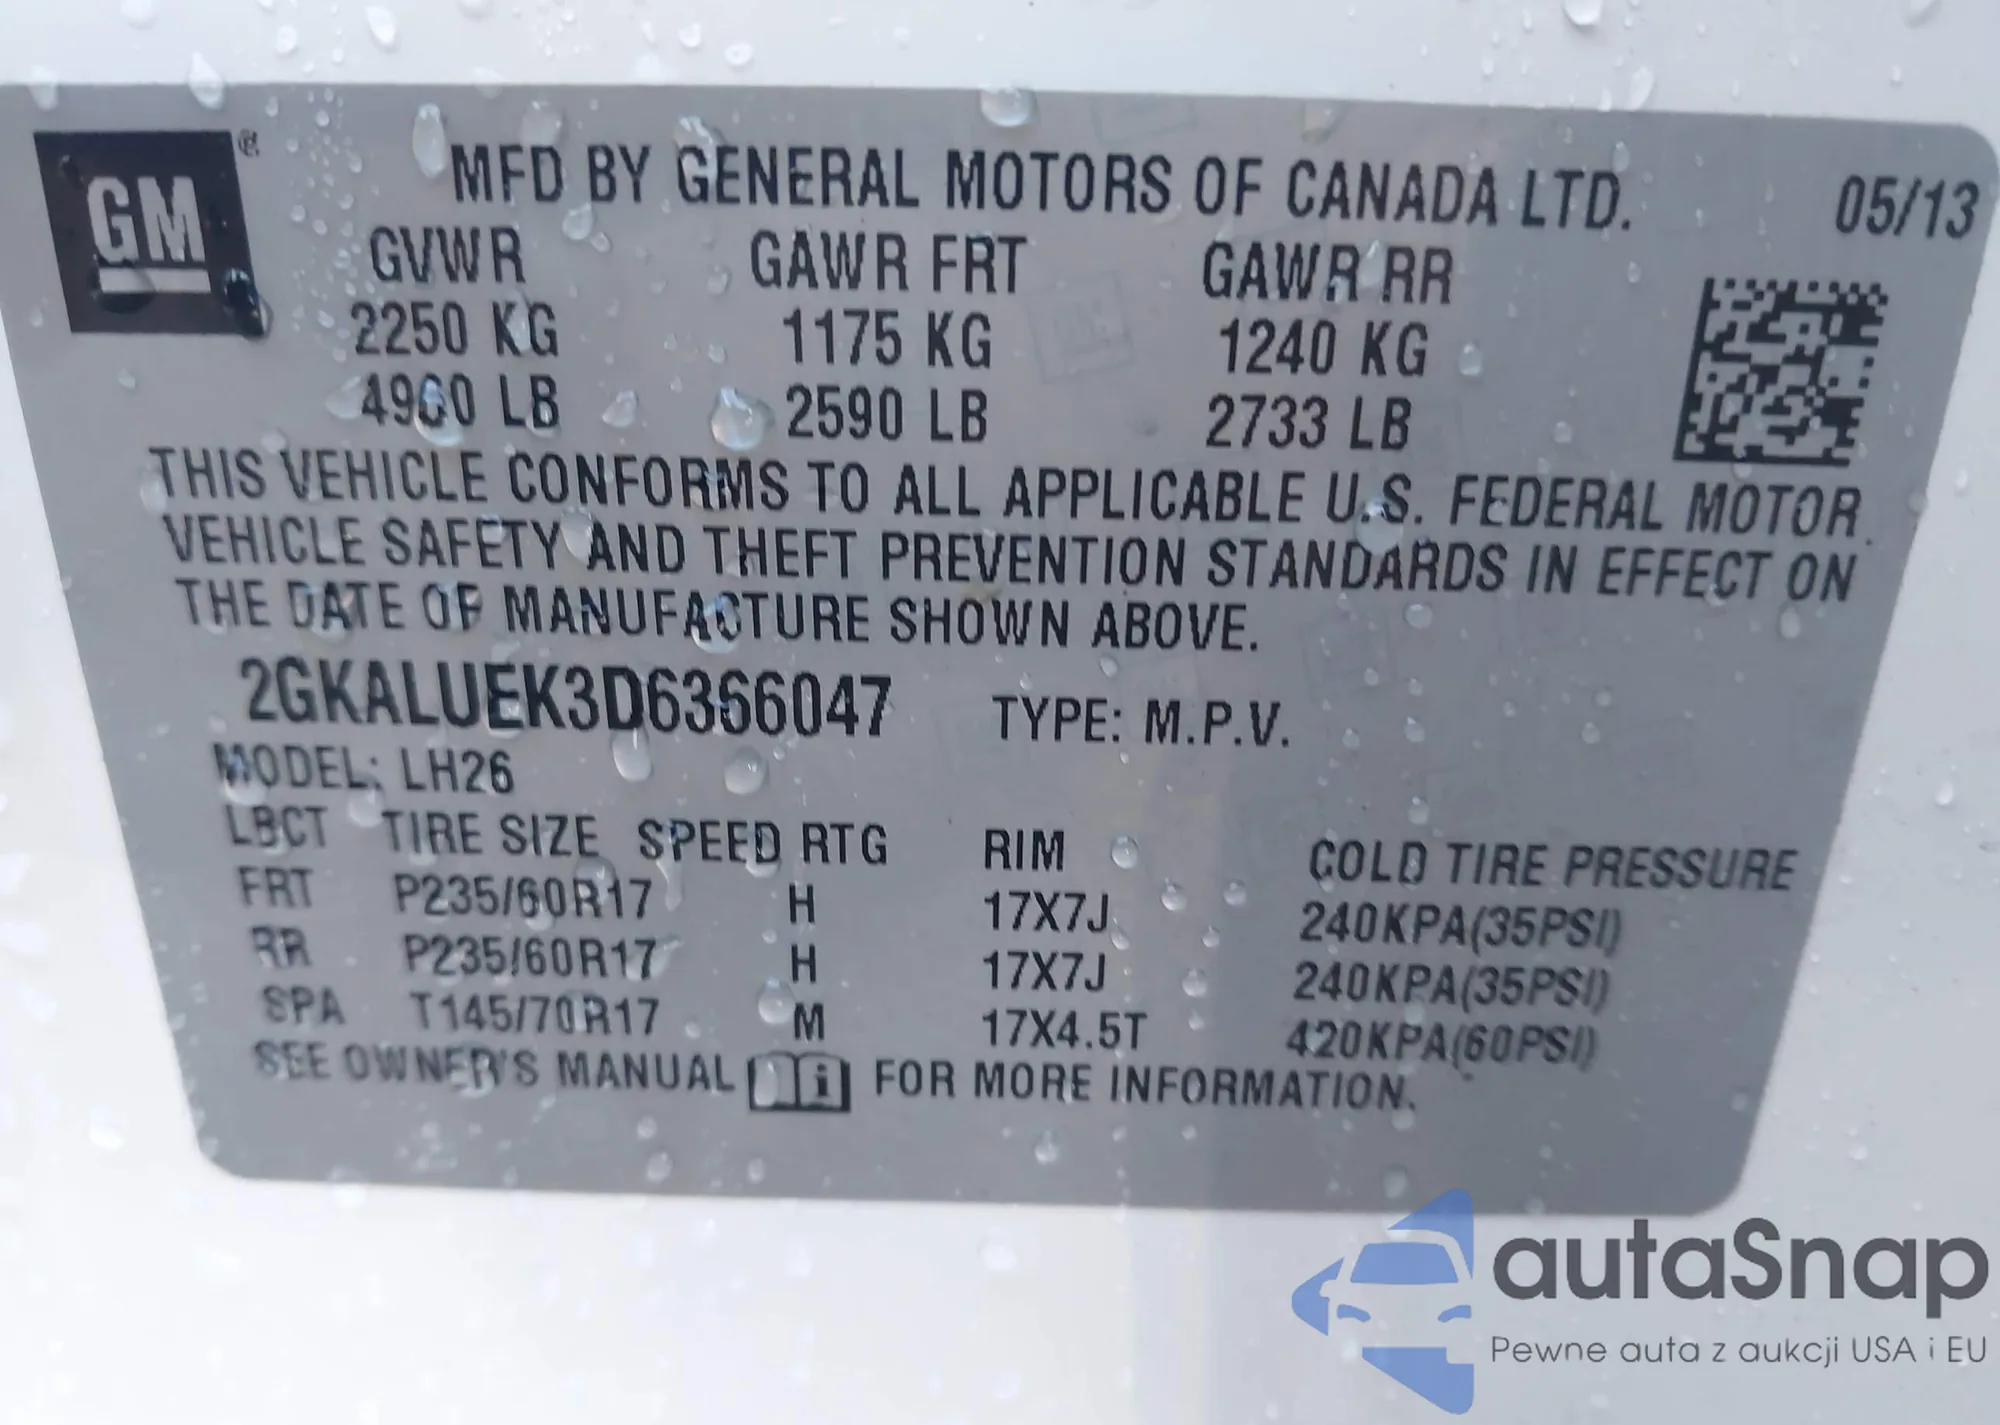 GM
MFD BY GENERAL MOTORS OF CANADA LTD. 05/13
GVWR GAWR FRT GAWR RR
2250 KG 1175 KG 1240 KG
4960 LB 2590 LB 2733 LB
THIS VEHICLE CONFORMS TO ALL APPLICABLE U.S. FEDERAL MOTOR
VEHICLE SAFETY AND THEFT PREVENTION STANDARDS IN EFFECT ON
THE DATE OF MANUFACTURE SHOWN ABOVE.
2GKALUEK3D6366047 TYPE: M.P.V.
MODEL: LH26
LBCT TIRE SIZE SPEED RTG RIM COLD TIRE PRESSURE
FRT P235/60R17 H 17X7J 240KPA(35PSI)
RR P235/60R17 H 17X7J 240KPA(35PSI)
SPA T145/70R17 M 17X4.5T 420KPA(60PSI)
SEE OWNER'S MANUAL i FOR MORE INFORMATION.
autaSnap
Pewne auta z aukcji USA i EU